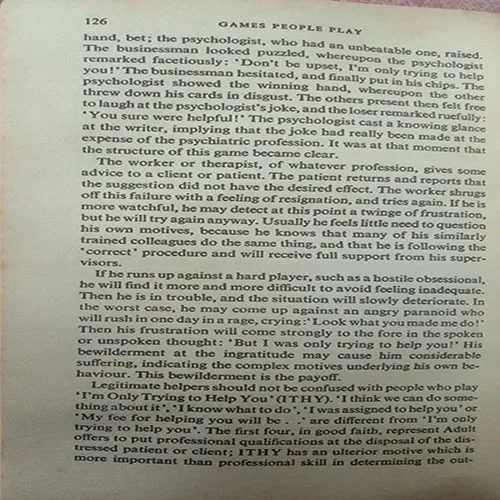 126
GAMES PEOPLE PLAY
hand, bet; the psychologist, who had an unbeatable one, raised.
The businessman looked puzzled, whereupon the psychologist
remarked facetiously: 'Don't be upset, I'm only trying to help
you!' The businessman hesitated, and finally put in his chips. The
psychologist showed the winning hand, whereupon the other
threw down his cards in disgust. The others present then felt free
to laugh at the psychologist's joke, and the loser remarked ruefully:
'You sure were helpful!' The psychologist cast a knowing glance
at the writer, implying that the joke had really been made at the
expense of the psychiatric profession. It was at that moment that
the structure of this game became clear.
The worker or therapist, of whatever profession, gives some
advice to a client or patient. The patient returns and reports that
the suggestion did not have the desired effect. The worker shrugs
off this failure with a feeling of resignation, and tries again. If he is
more watchful, he may detect at this point a twinge of frustration,
but he will try again anyway. Usually he feels little need to question
his own motives, because he knows that many of his similarly
trained colleagues do the same thing, and that he is following the
'correct' procedure and will receive full support from his super-
visors.
If he runs up against a hard player, such as a hostile obsessional,
he will find it more and more difficult to avoid feeling inadequate.
Then he is in trouble, and the situation will slowly deteriorate. In
the worst case, he may come up against an angry paranoid who
will rush in one day in a rage, crying: 'Look what you made me do!'
Then his frustration will come strongly to the fore in the spoken
or unspoken thought: 'But I was only trying to help you!' His
bewilderment at the ingratitude may cause him considerable
suffering, indicating the complex motives underlying his own be-
haviour. This bewilderment is the payoff.
Legitimate helpers should not be confused with people who play
'I'm Only Trying to Help You' (ITHY). 'I think we can do some-
thing about it', 'I know what to do', 'I was assigned to help you' or
'My fee for helping you will be . .' are different from 'I'm only
trying to help you'. The first four, in good faith, represent Adult
offers to put professional qualifications at the disposal of the dis-
tressed patient or client; ITHY has an ulterior motive which is
more important than professional skill in determining the out-